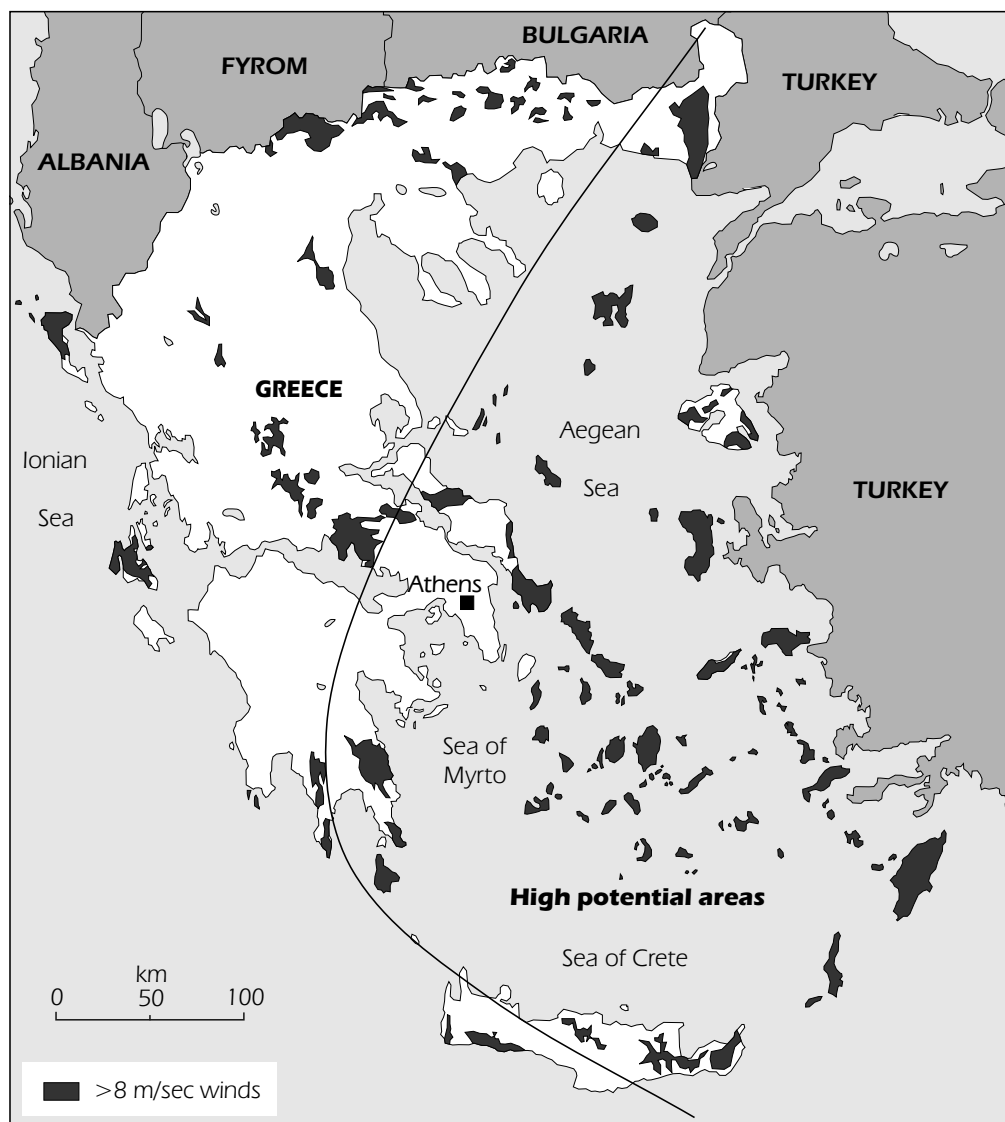 BULGARIA
FYROM
TURKEY
ALBANIA
GREECE
Ionian
Sea
Aegean
Sea
TURKEY
Athens
Sea of
Myrto
High potential areas
Sea of Crete
km
0 50 100
>8 m/sec winds